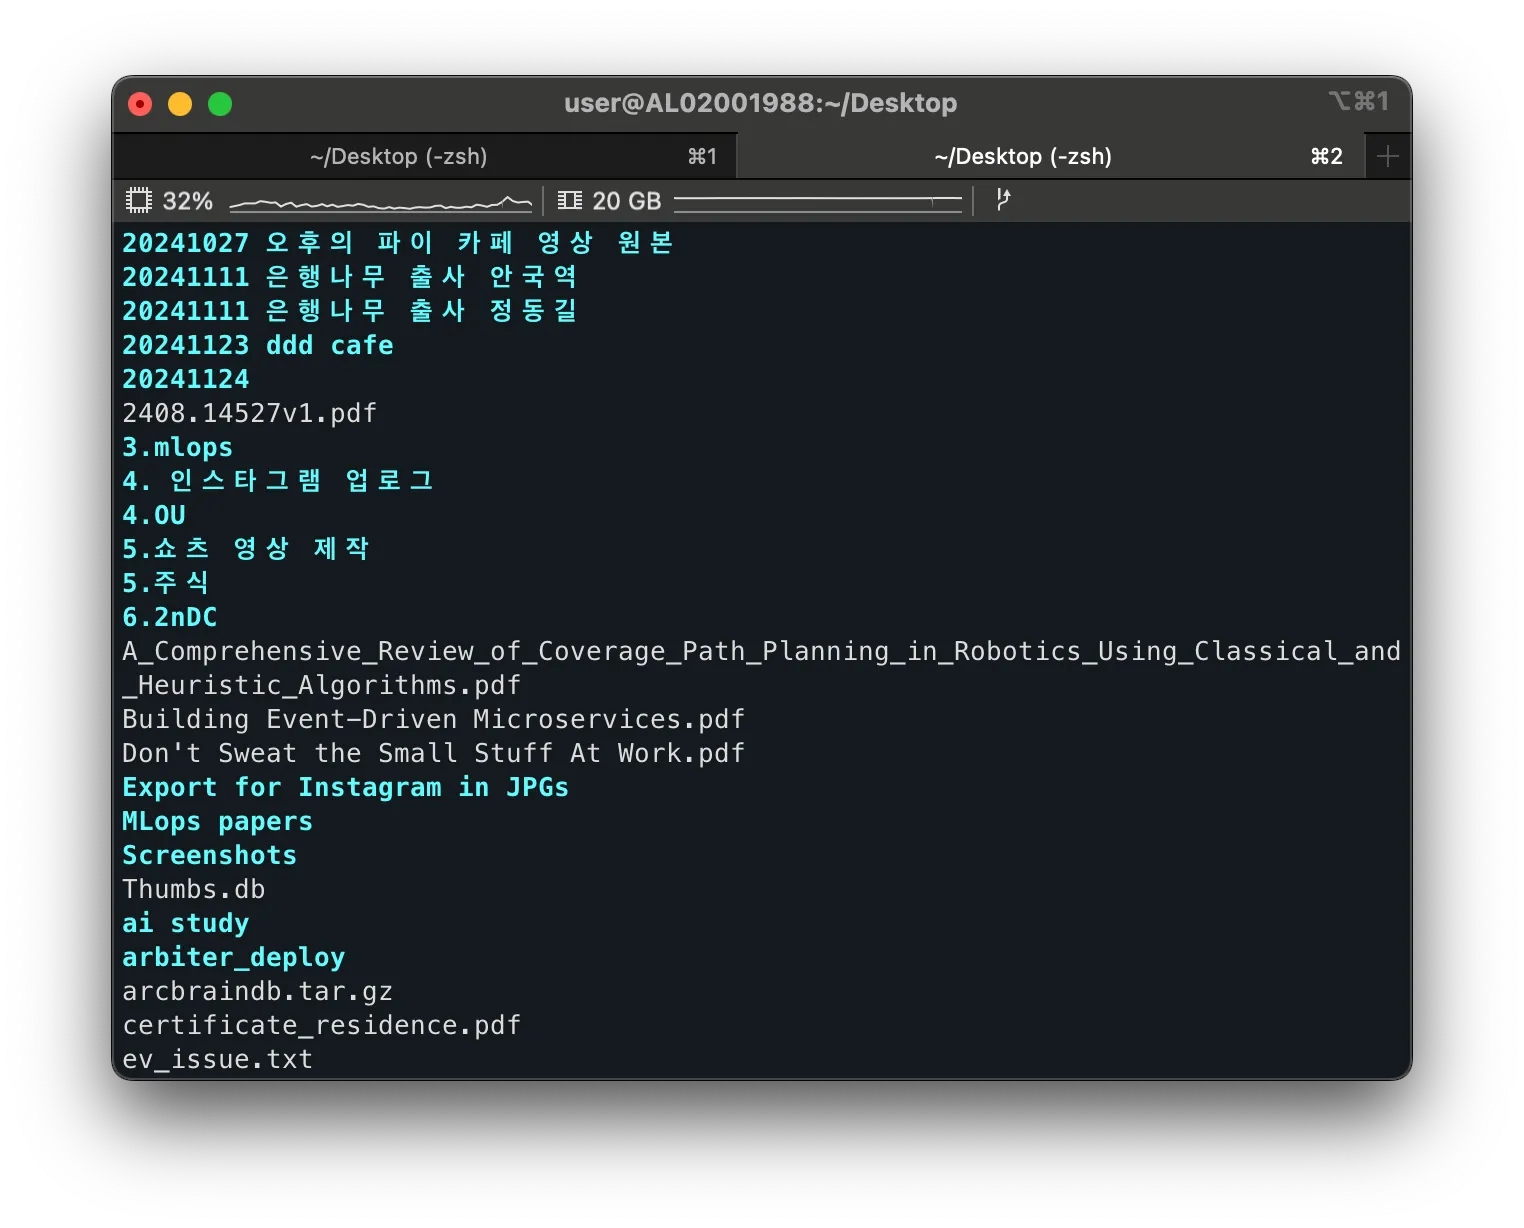 user@AL02001988:~/Desktop
⌥⌘1
~/Desktop (-zsh) ⌘1
~/Desktop (-zsh) ⌘2
32% 20 GB
20241027 오후의 파이 카페 영상 원본
20241111 은행나무 출사 안국역
20241111 은행나무 출사 정동길
20241123 ddd cafe
20241124
2408.14527v1.pdf
3.mlops
4. 인스타그램 업로그
4.OU
5.쇼츠 영상 제작
5.주식
6.2nDC
A_Comprehensive_Review_of_Coverage_Path_Planning_in_Robotics_Using_Classical_and
_Heuristic_Algorithms.pdf
Building Event-Driven Microservices.pdf
Don't Sweat the Small Stuff At Work.pdf
Export for Instagram in JPGs
MLops papers
Screenshots
Thumbs.db
ai study
arbiter_deploy
arcbraindb.tar.gz
certificate_residence.pdf
ev_issue.txt